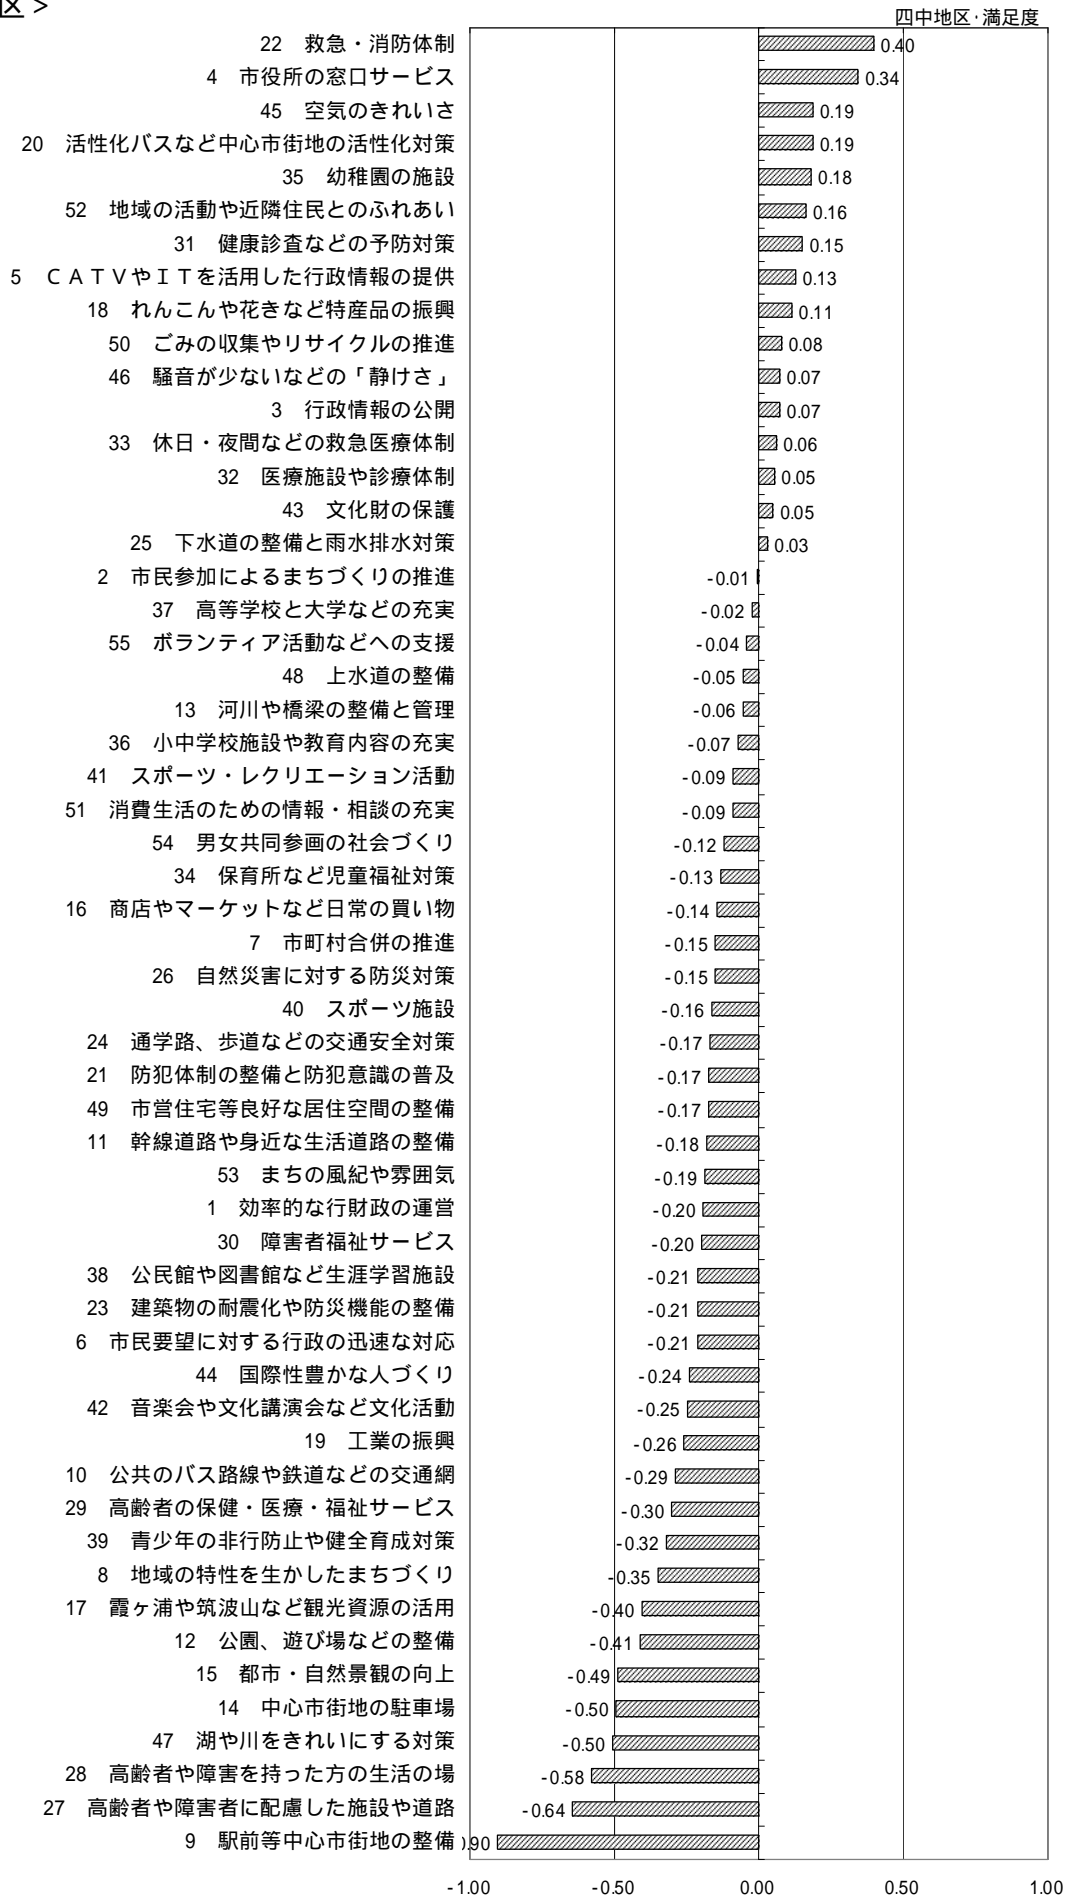 区 >
四中地区・満足度
22 救急・消防体制 0.40
4 市役所の窓口サービス 0.34
45 空気のきれいさ 0.19
20 活性化バスなど中心市街地の活性化対策 0.19
35 幼稚園の施設 0.18
52 地域の活動や近隣住民とのふれあい 0.16
31 健康診査などの予防対策 0.15
5 ＣＡＴＶやＩＴを活用した行政情報の提供 0.13
18 れんこんや花きなど特産品の振興 0.11
50 ごみの収集やリサイクルの推進 0.08
46 騒音が少ないなどの「静けさ」 0.07
3 行政情報の公開 0.07
33 休日・夜間などの救急医療体制 0.06
32 医療施設や診療体制 0.05
43 文化財の保護 0.05
25 下水道の整備と雨水排水対策 0.03
2 市民参加によるまちづくりの推進 -0.01
37 高等学校と大学などの充実 -0.02
55 ボランティア活動などへの支援 -0.04
48 上水道の整備 -0.05
13 河川や橋梁の整備と管理 -0.06
36 小中学校施設や教育内容の充実 -0.07
41 スポーツ・レクリエーション活動 -0.09
51 消費生活のための情報・相談の充実 -0.09
54 男女共同参画の社会づくり -0.12
34 保育所など児童福祉対策 -0.13
16 商店やマーケットなど日常の買い物 -0.14
7 市町村合併の推進 -0.15
26 自然災害に対する防災対策 -0.15
40 スポーツ施設 -0.16
24 通学路、歩道などの交通安全対策 -0.17
21 防犯体制の整備と防犯意識の普及 -0.17
49 市営住宅等良好な居住空間の整備 -0.17
11 幹線道路や身近な生活道路の整備 -0.18
53 まちの風紀や雰囲気 -0.19
1 効率的な行財政の運営 -0.20
30 障害者福祉サービス -0.20
38 公民館や図書館など生涯学習施設 -0.21
23 建築物の耐震化や防災機能の整備 -0.21
6 市民要望に対する行政の迅速な対応 -0.21
44 国際性豊かな人づくり -0.24
42 音楽会や文化講演会など文化活動 -0.25
19 工業の振興 -0.26
10 公共のバス路線や鉄道などの交通網 -0.29
29 高齢者の保健・医療・福祉サービス -0.30
39 青少年の非行防止や健全育成対策 -0.32
8 地域の特性を生かしたまちづくり -0.35
17 霞ヶ浦や筑波山など観光資源の活用 -0.40
12 公園、遊び場などの整備 -0.41
15 都市・自然景観の向上 -0.49
14 中心市街地の駐車場 -0.50
47 湖や川をきれいにする対策 -0.50
28 高齢者や障害を持った方の生活の場 -0.58
27 高齢者や障害者に配慮した施設や道路 -0.64
9 駅前等中心市街地の整備 .90
-1.00 -0.50 0.00 0.50 1.00